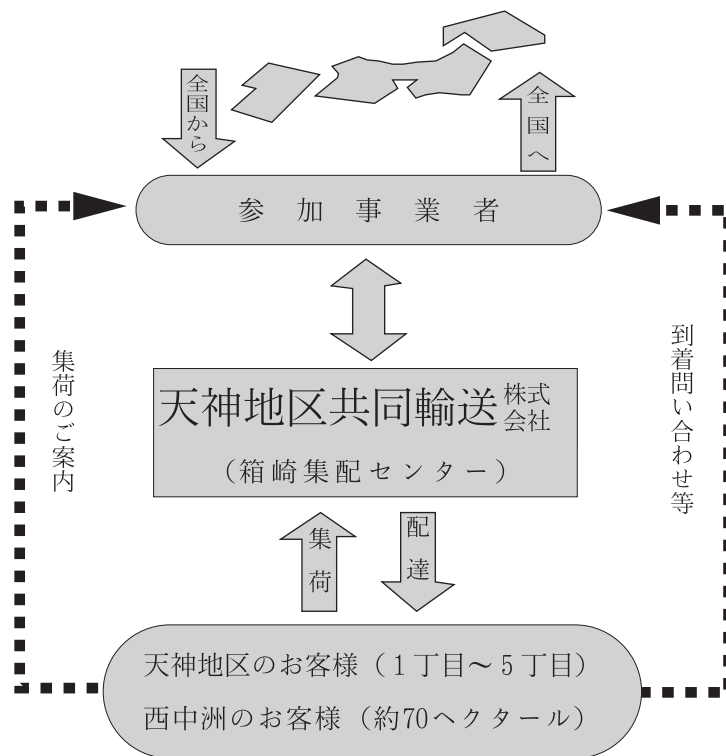 全国から
全国へ
参加事業者
集荷のご案内
到着問い合わせ等
天神地区共同輸送株式会社
（箱崎集配センター）
集荷
配達
天神地区のお客様（１丁目～５丁目）
西中洲のお客様（約70ヘクタール）